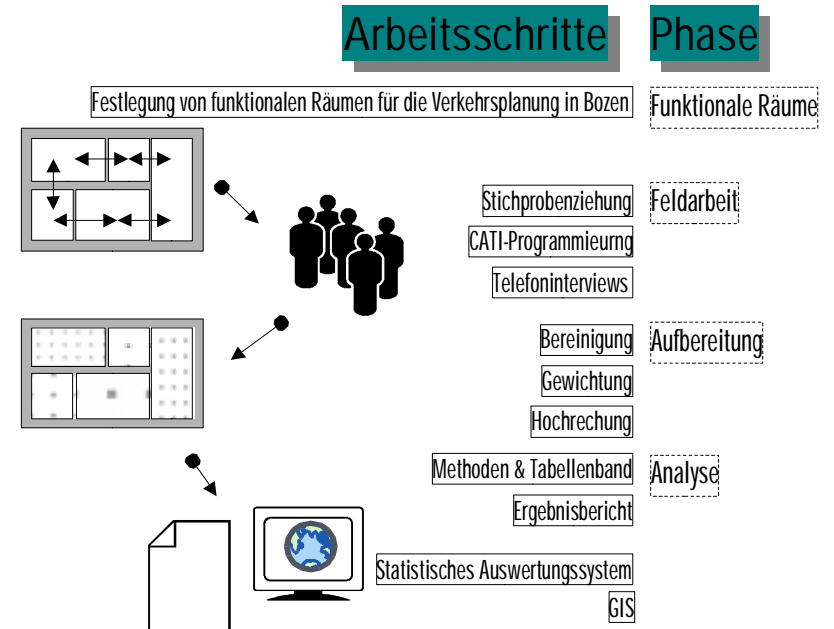 Arbeitsschritte Phase
Festlegung von funktionalen Räumen für die Verkehrsplanung in Bozen Funktionale Räume
Stichprobenziehung Feldarbeit
CATI-Programmieurng
Telefoninterviews
Bereinigung Aufbereitung
Gewichtung
Hochrechung
Methoden & Tabellenband Analyse
Ergebnisbericht
Statistisches Auswertungssystem
GIS